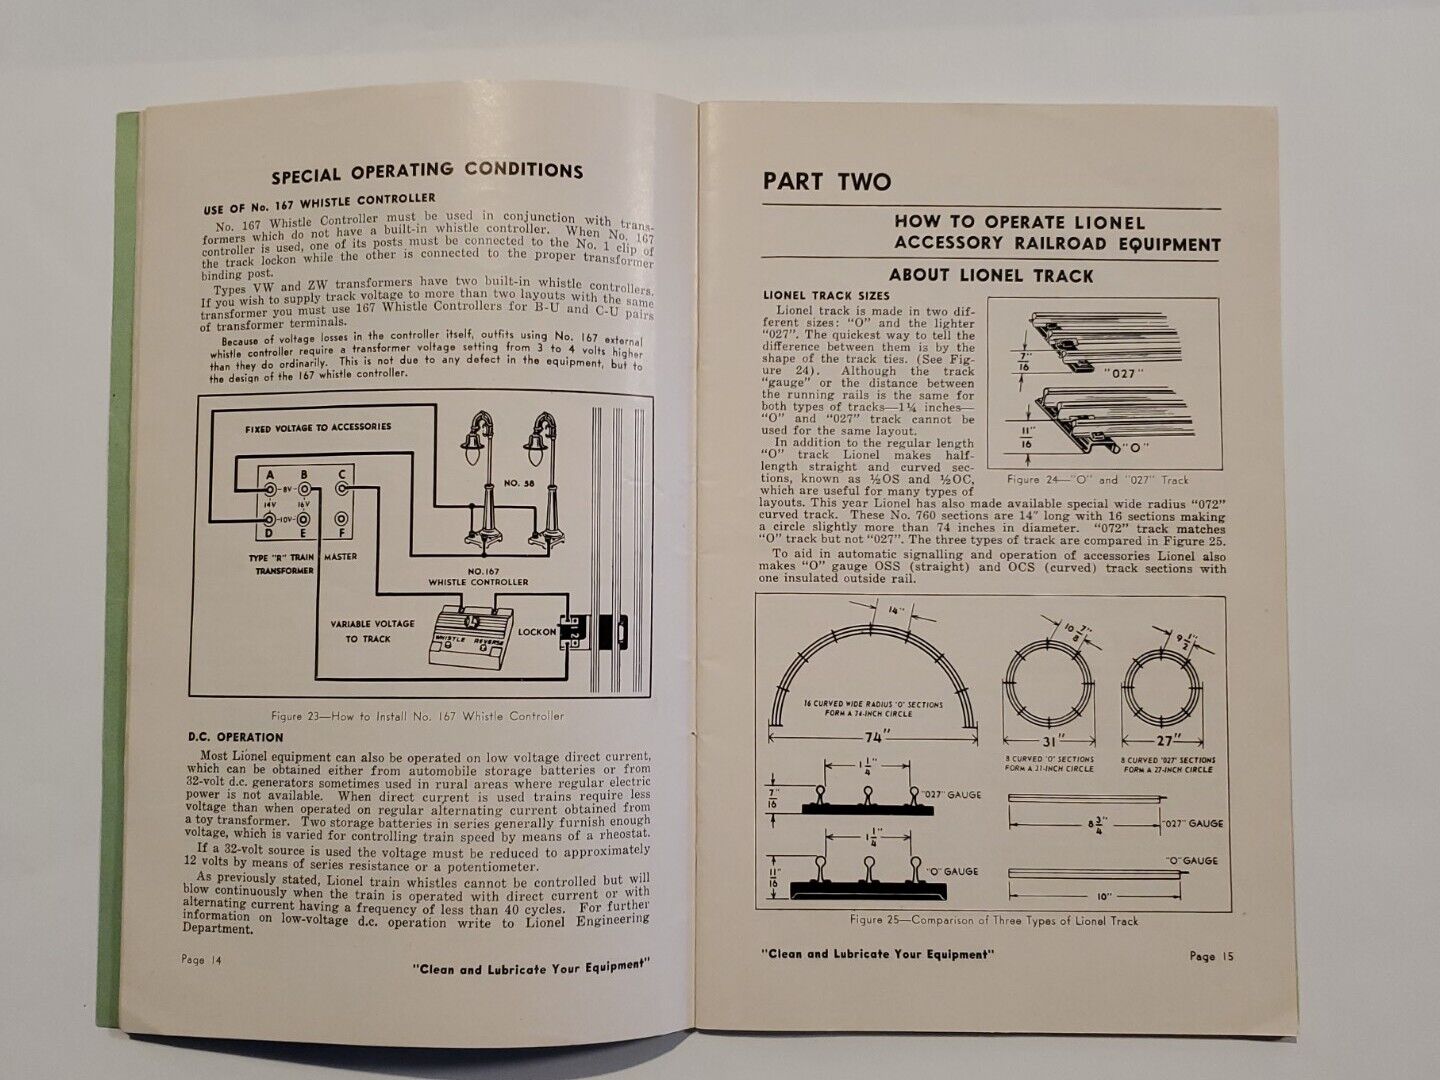 SPECIAL OPERATING CONDITIONS
USE OF No. 167 WHISTLE CONTROLLER
No. 167 Whistle Controller must be used in conjunction with trans-
formers which do not have a built-in whistle controller. When No. 167
controller is used, one of its posts must be connected to the No. 1 clip of
the track lockon while the other is connected to the proper transformer
binding post.
Types VW and ZW transformers have two built-in whistle controllers.
If you wish to supply track voltage to more than two layouts with the same
transformer you must use 167 Whistle Controllers for B-U and C-U pairs
of transformer terminals.
Because of voltage losses in the controller itself, outfits using No. 167 external
whistle controller require a transformer voltage setting from 3 to 4 volts higher
than they do ordinarily. This is not due to any defect in the equipment, but to
the design of the 167 whistle controller.
FIXED VOLTAGE TO ACCESSORIES
A B C
8V
14V 16V
10V
D E F
NO. 58
TYPE "R" TRAIN MASTER
TRANSFORMER
NO.167
WHISTLE CONTROLLER
VARIABLE VOLTAGE
TO TRACK
WHISTLE REVERSE
LOCKON
1 2
Figure 23—How to Install No. 167 Whistle Controller
D.C. OPERATION
Most Lionel equipment can also be operated on low voltage direct current,
which can be obtained either from automobile storage batteries or from
32-volt d.c. generators sometimes used in rural areas where regular electric
power is not available. When direct current is used trains require less
voltage than when operated on regular alternating current obtained from
a toy transformer. Two storage batteries in series generally furnish enough
voltage, which is varied for controlling train speed by means of a rheostat.
If a 32-volt source is used the voltage must be reduced to approximately
12 volts by means of series resistance or a potentiometer.
As previously stated, Lionel train whistles cannot be controlled but will
blow continuously when the train is operated with direct current or with
alternating current having a frequency of less than 40 cycles. For further
information on low-voltage d.c. operation write to Lionel Engineering
Department.
Page 14
"Clean and Lubricate Your Equipment"
PART TWO
HOW TO OPERATE LIONEL
ACCESSORY RAILROAD EQUIPMENT
ABOUT LIONEL TRACK
LIONEL TRACK SIZES
Lionel track is made in two dif-
ferent sizes: "O" and the lighter
"027". The quickest way to tell the
difference between them is by the
shape of the track ties. (See Fig-
ure 24). Although the track
"gauge" or the distance between
the running rails is the same for
both types of tracks—1¼ inches—
"O" and "027" track cannot be
used for the same layout.
In addition to the regular length
"O" track Lionel makes half-
length straight and curved sec-
tions, known as ½OS and ½OC,
which are useful for many types of
7"
16
"027"
11"
16
"O"
Figure 24—"O" and "027" Track
layouts. This year Lionel has also made available special wide radius "072"
curved track. These No. 760 sections are 14" long with 16 sections making
a circle slightly more than 74 inches in diameter. "072" track matches
"O" track but not "027". The three types of track are compared in Figure 25.
To aid in automatic signalling and operation of accessories Lionel also
makes "O" gauge OSS (straight) and OCS (curved) track sections with
one insulated outside rail.
14"
10 7/8"
9 1/2"
16 CURVED WIDE RADIUS 'O' SECTIONS
FORM A 74-INCH CIRCLE
74"
31"
27"
8 CURVED 'O' SECTIONS
FORM A 31-INCH CIRCLE
8 CURVED '027' SECTIONS
FORM A 27-INCH CIRCLE
1 1/4"
7"
16
"027 GAUGE
8 3/4"
"027" GAUGE
1 1/4"
11"
16
"O" GAUGE
"O" GAUGE
10"
Figure 25—Comparison of Three Types of Lionel Track
"Clean and Lubricate Your Equipment"
Page 15